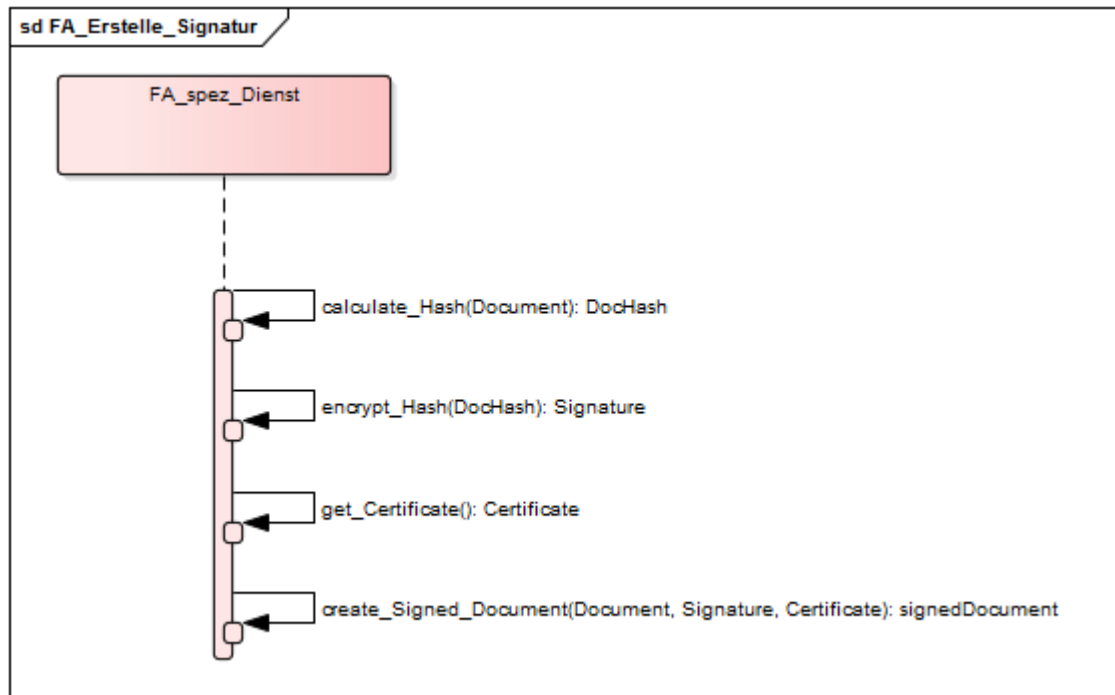 sd FA_Erstelle_Signatur
FA_spez_Dienst
calculate_Hash(Document): DocHash
encrypt_Hash(DocHash): Signature
get_Certificate(): Certificate
create_Signed_Document(Document, Signature, Certificate): signedDocument